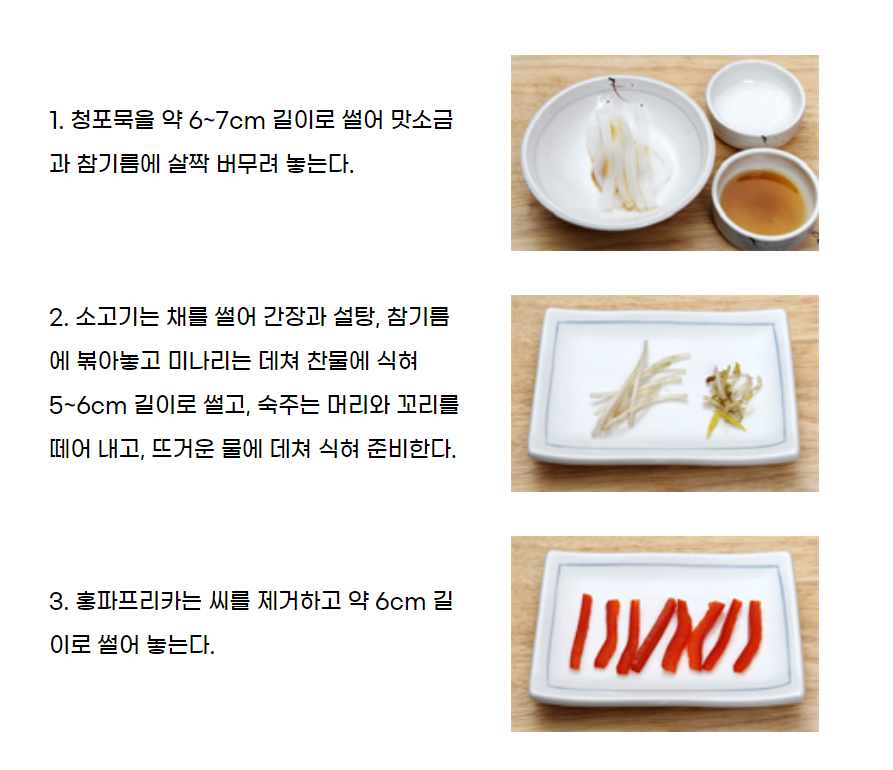 1. 청포묵을 약 6~7cm 길이로 썰어 맛소금
과 참기름에 살짝 버무려 놓는다.
2. 소고기는 채를 썰어 간장과 설탕, 참기름
에 볶아놓고 미나리는 데쳐 찬물에 식혀
5~6cm 길이로 썰고, 숙주는 머리와 꼬리를
떼어 내고, 뜨거운 물에 데쳐 식혀 준비한다.
3. 홍파프리카는 씨를 제거하고 약 6cm 길
이로 썰어 놓는다.